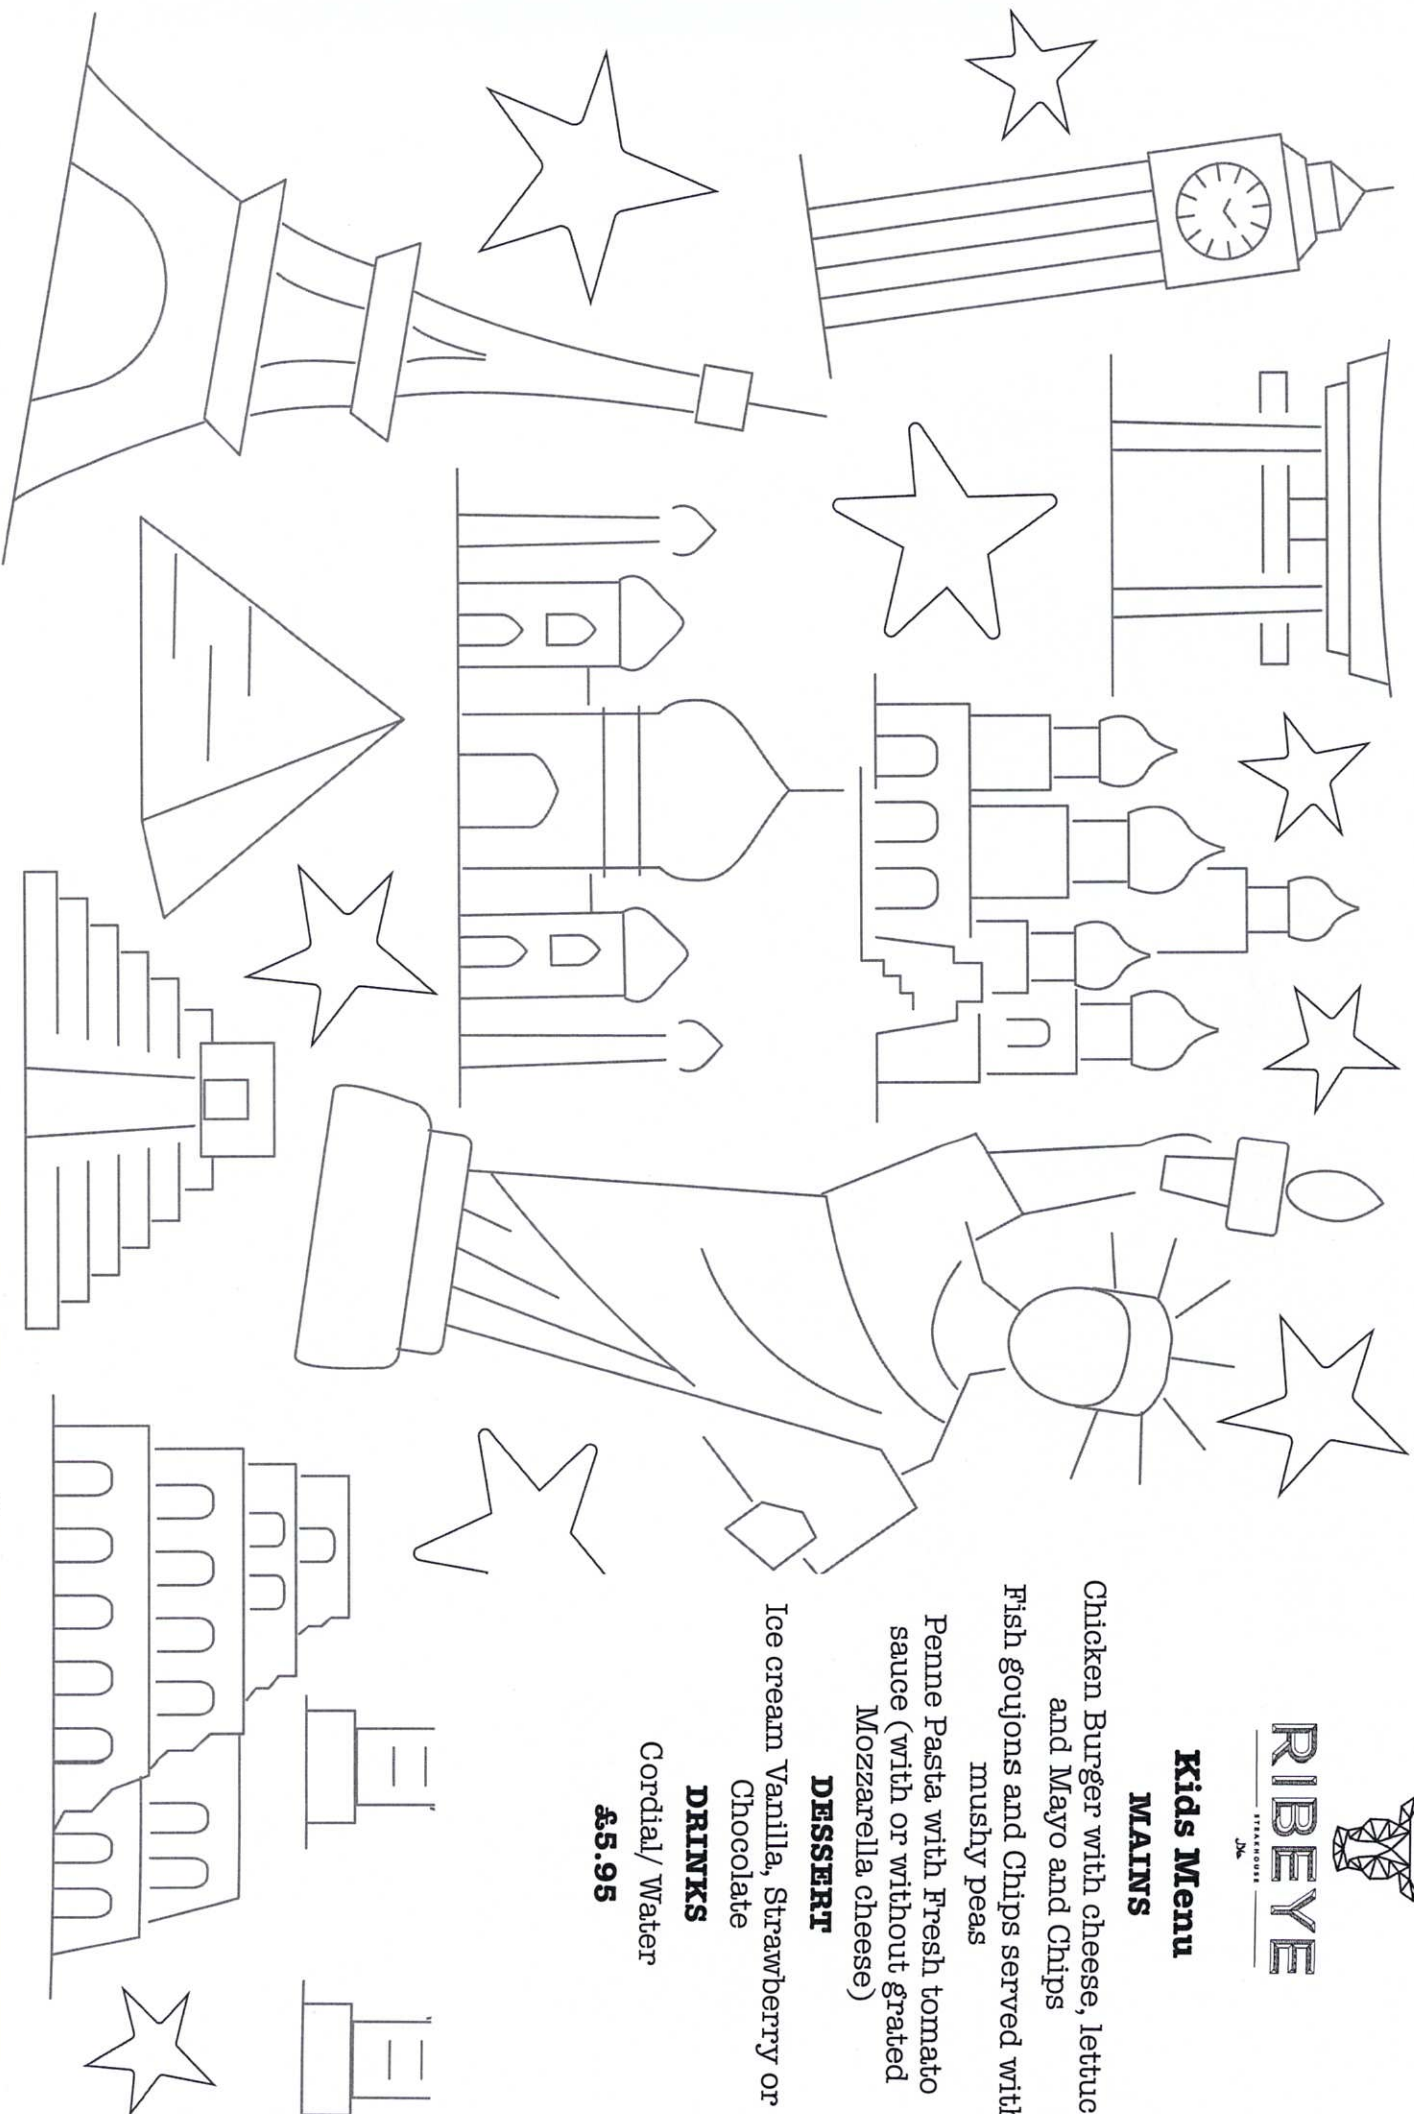 RIBEYE
STEAKHOUSE
Kids Menu
MAINS
Chicken Burger with cheese, lettuc
and Mayo and Chips
Fish goujons and Chips served with
mushy peas
Penne Pasta with Fresh tomato
sauce (with or without grated
Mozzarella cheese)
DESSERT
Ice cream Vanilla, Strawberry or
Chocolate
DRINKS
Cordial/ Water
£5.95